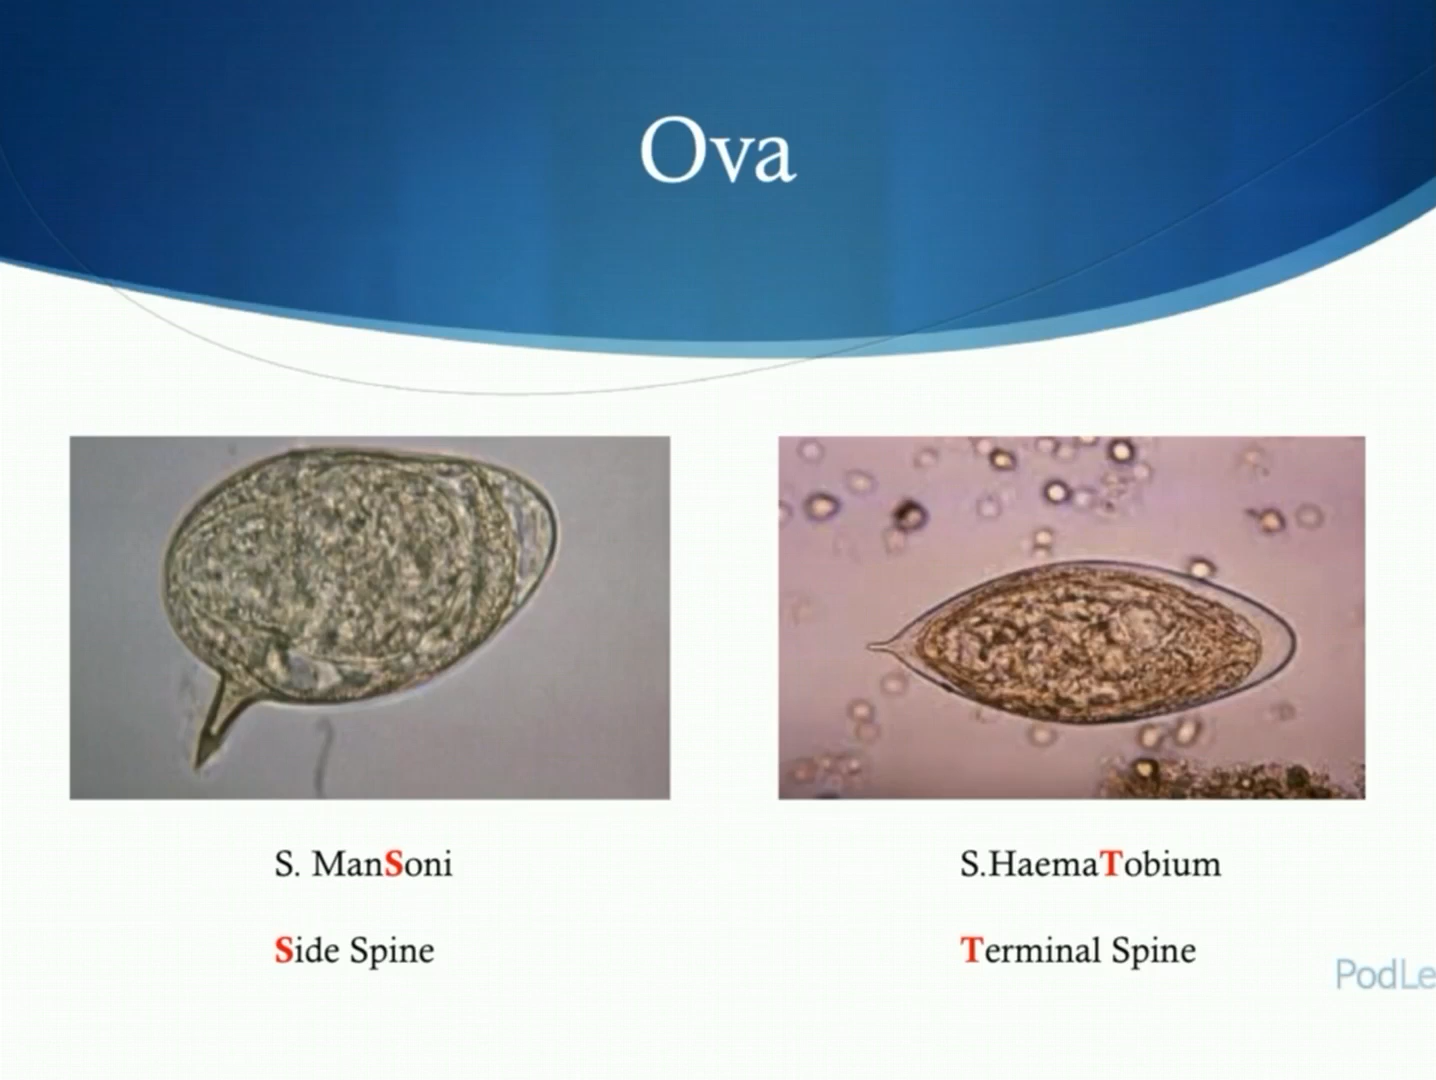 Ova
S. ManSoni
S.HaemaTobium
Side Spine
Terminal Spine
PodLe